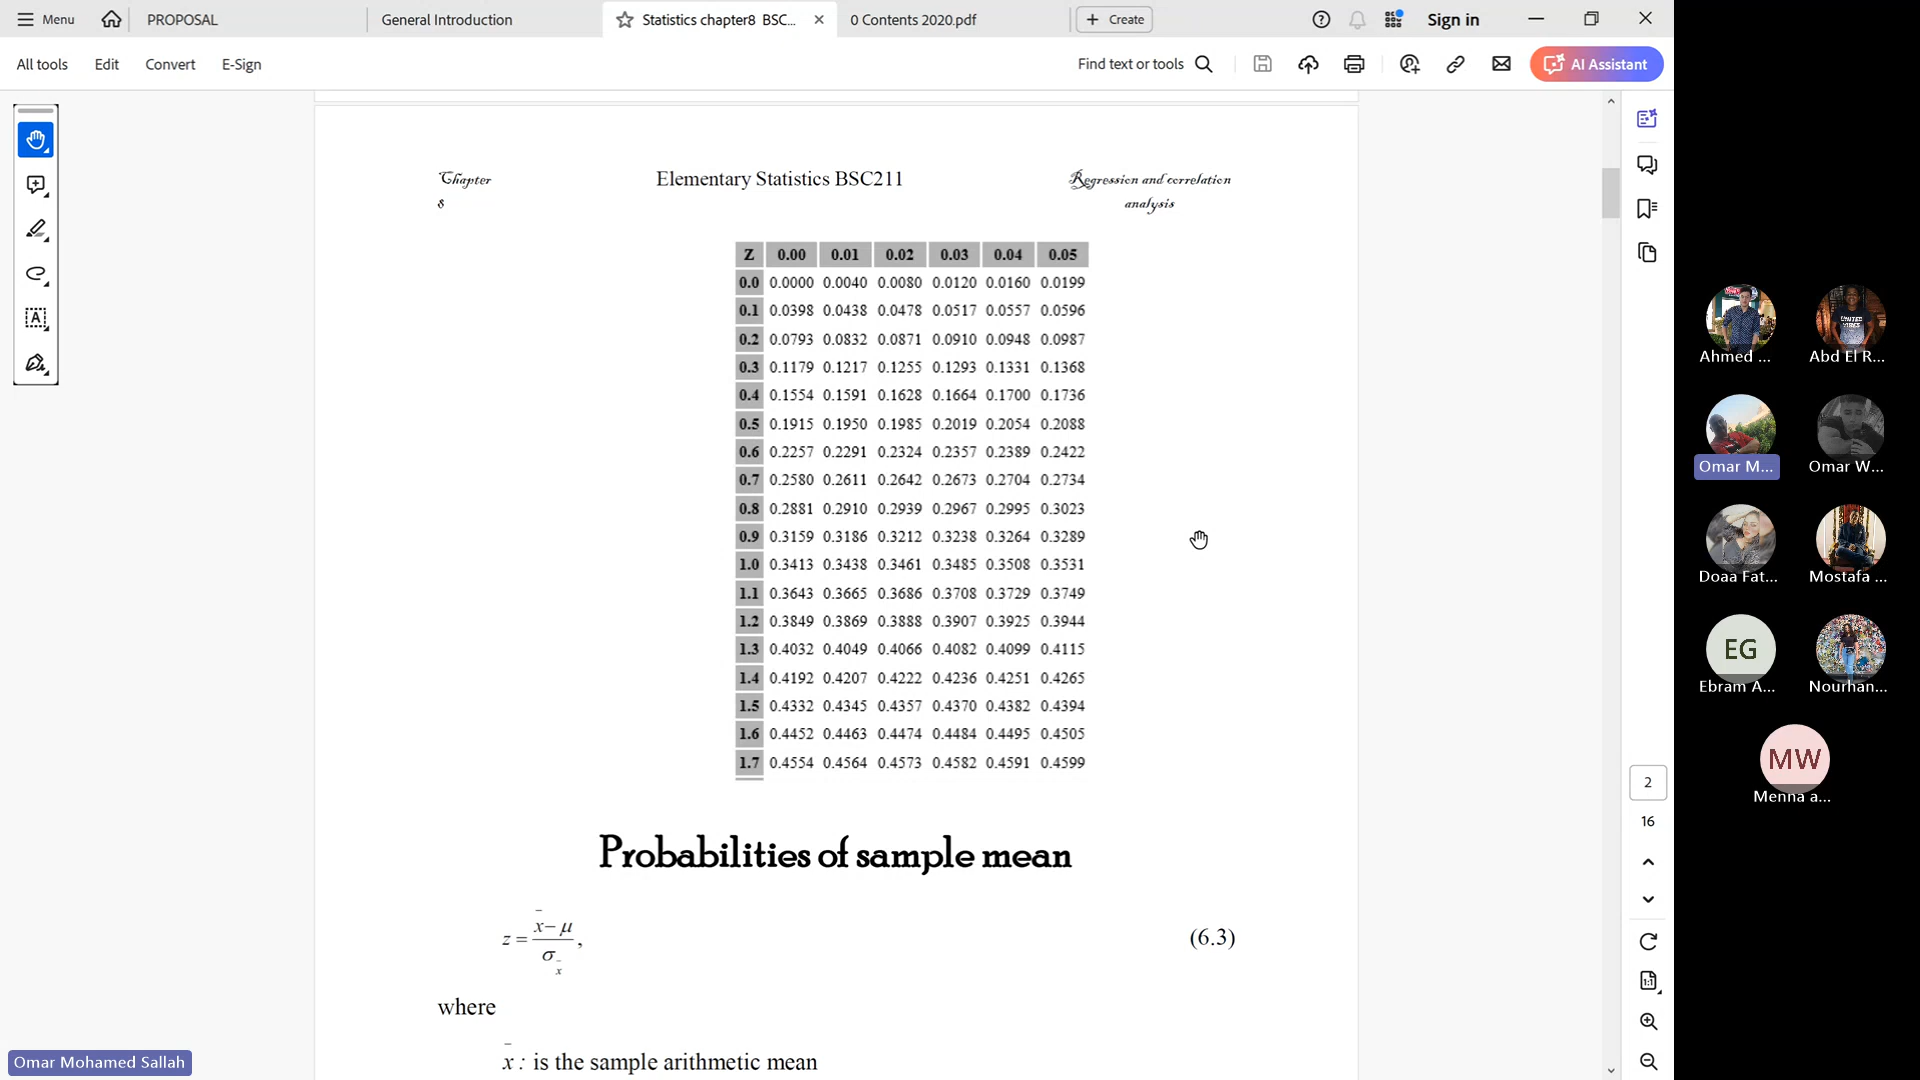 Menu
PROPOSAL
General Introduction
Statistics chapter8 BSC...
0 Contents 2020.pdf
Create
Sign in
All tools
Edit
Convert
E-Sign
Find text or tools
AI Assistant
Chapter
8
Elementary Statistics BSC211
Regression and correlation
analysis
Z 0.00 0.01 0.02 0.03 0.04 0.05
0.0 0.0000 0.0040 0.0080 0.0120 0.0160 0.0199
0.1 0.0398 0.0438 0.0478 0.0517 0.0557 0.0596
0.2 0.0793 0.0832 0.0871 0.0910 0.0948 0.0987
0.3 0.1179 0.1217 0.1255 0.1293 0.1331 0.1368
0.4 0.1554 0.1591 0.1628 0.1664 0.1700 0.1736
0.5 0.1915 0.1950 0.1985 0.2019 0.2054 0.2088
0.6 0.2257 0.2291 0.2324 0.2357 0.2389 0.2422
0.7 0.2580 0.2611 0.2642 0.2673 0.2704 0.2734
0.8 0.2881 0.2910 0.2939 0.2967 0.2995 0.3023
0.9 0.3159 0.3186 0.3212 0.3238 0.3264 0.3289
1.0 0.3413 0.3438 0.3461 0.3485 0.3508 0.3531
1.1 0.3643 0.3665 0.3686 0.3708 0.3729 0.3749
1.2 0.3849 0.3869 0.3888 0.3907 0.3925 0.3944
1.3 0.4032 0.4049 0.4066 0.4082 0.4099 0.4115
1.4 0.4192 0.4207 0.4222 0.4236 0.4251 0.4265
1.5 0.4332 0.4345 0.4357 0.4370 0.4382 0.4394
1.6 0.4452 0.4463 0.4474 0.4484 0.4495 0.4505
1.7 0.4554 0.4564 0.4573 0.4582 0.4591 0.4599
Probabilities of sample mean
z = (x̄ − μ) / σ_x̄ , (6.3)
where
x̄ : is the sample arithmetic mean
2
16
Ahmed ...
Abd El R...
Omar M...
Omar W...
Doaa Fat...
Mostafa ...
EG
Ebram A...
Nourhan...
MW
Menna a...
Omar Mohamed Sallah